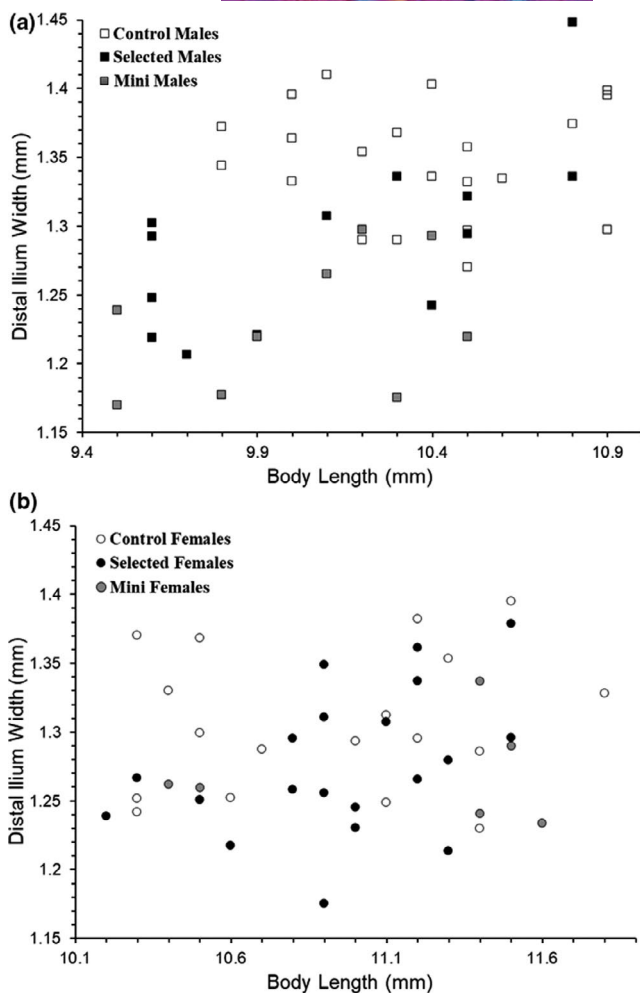 (a)
1.45
1.4
1.35
1.3
1.25
1.2
1.15
Distal Ilium Width (mm)
Control Males
Selected Males
Mini Males
9.4 9.9 10.4 10.9
Body Length (mm)
(b)
1.45
1.4
1.35
1.3
1.25
1.2
1.15
Distal Ilium Width (mm)
Control Females
Selected Females
Mini Females
10.1 10.6 11.1 11.6
Body Length (mm)